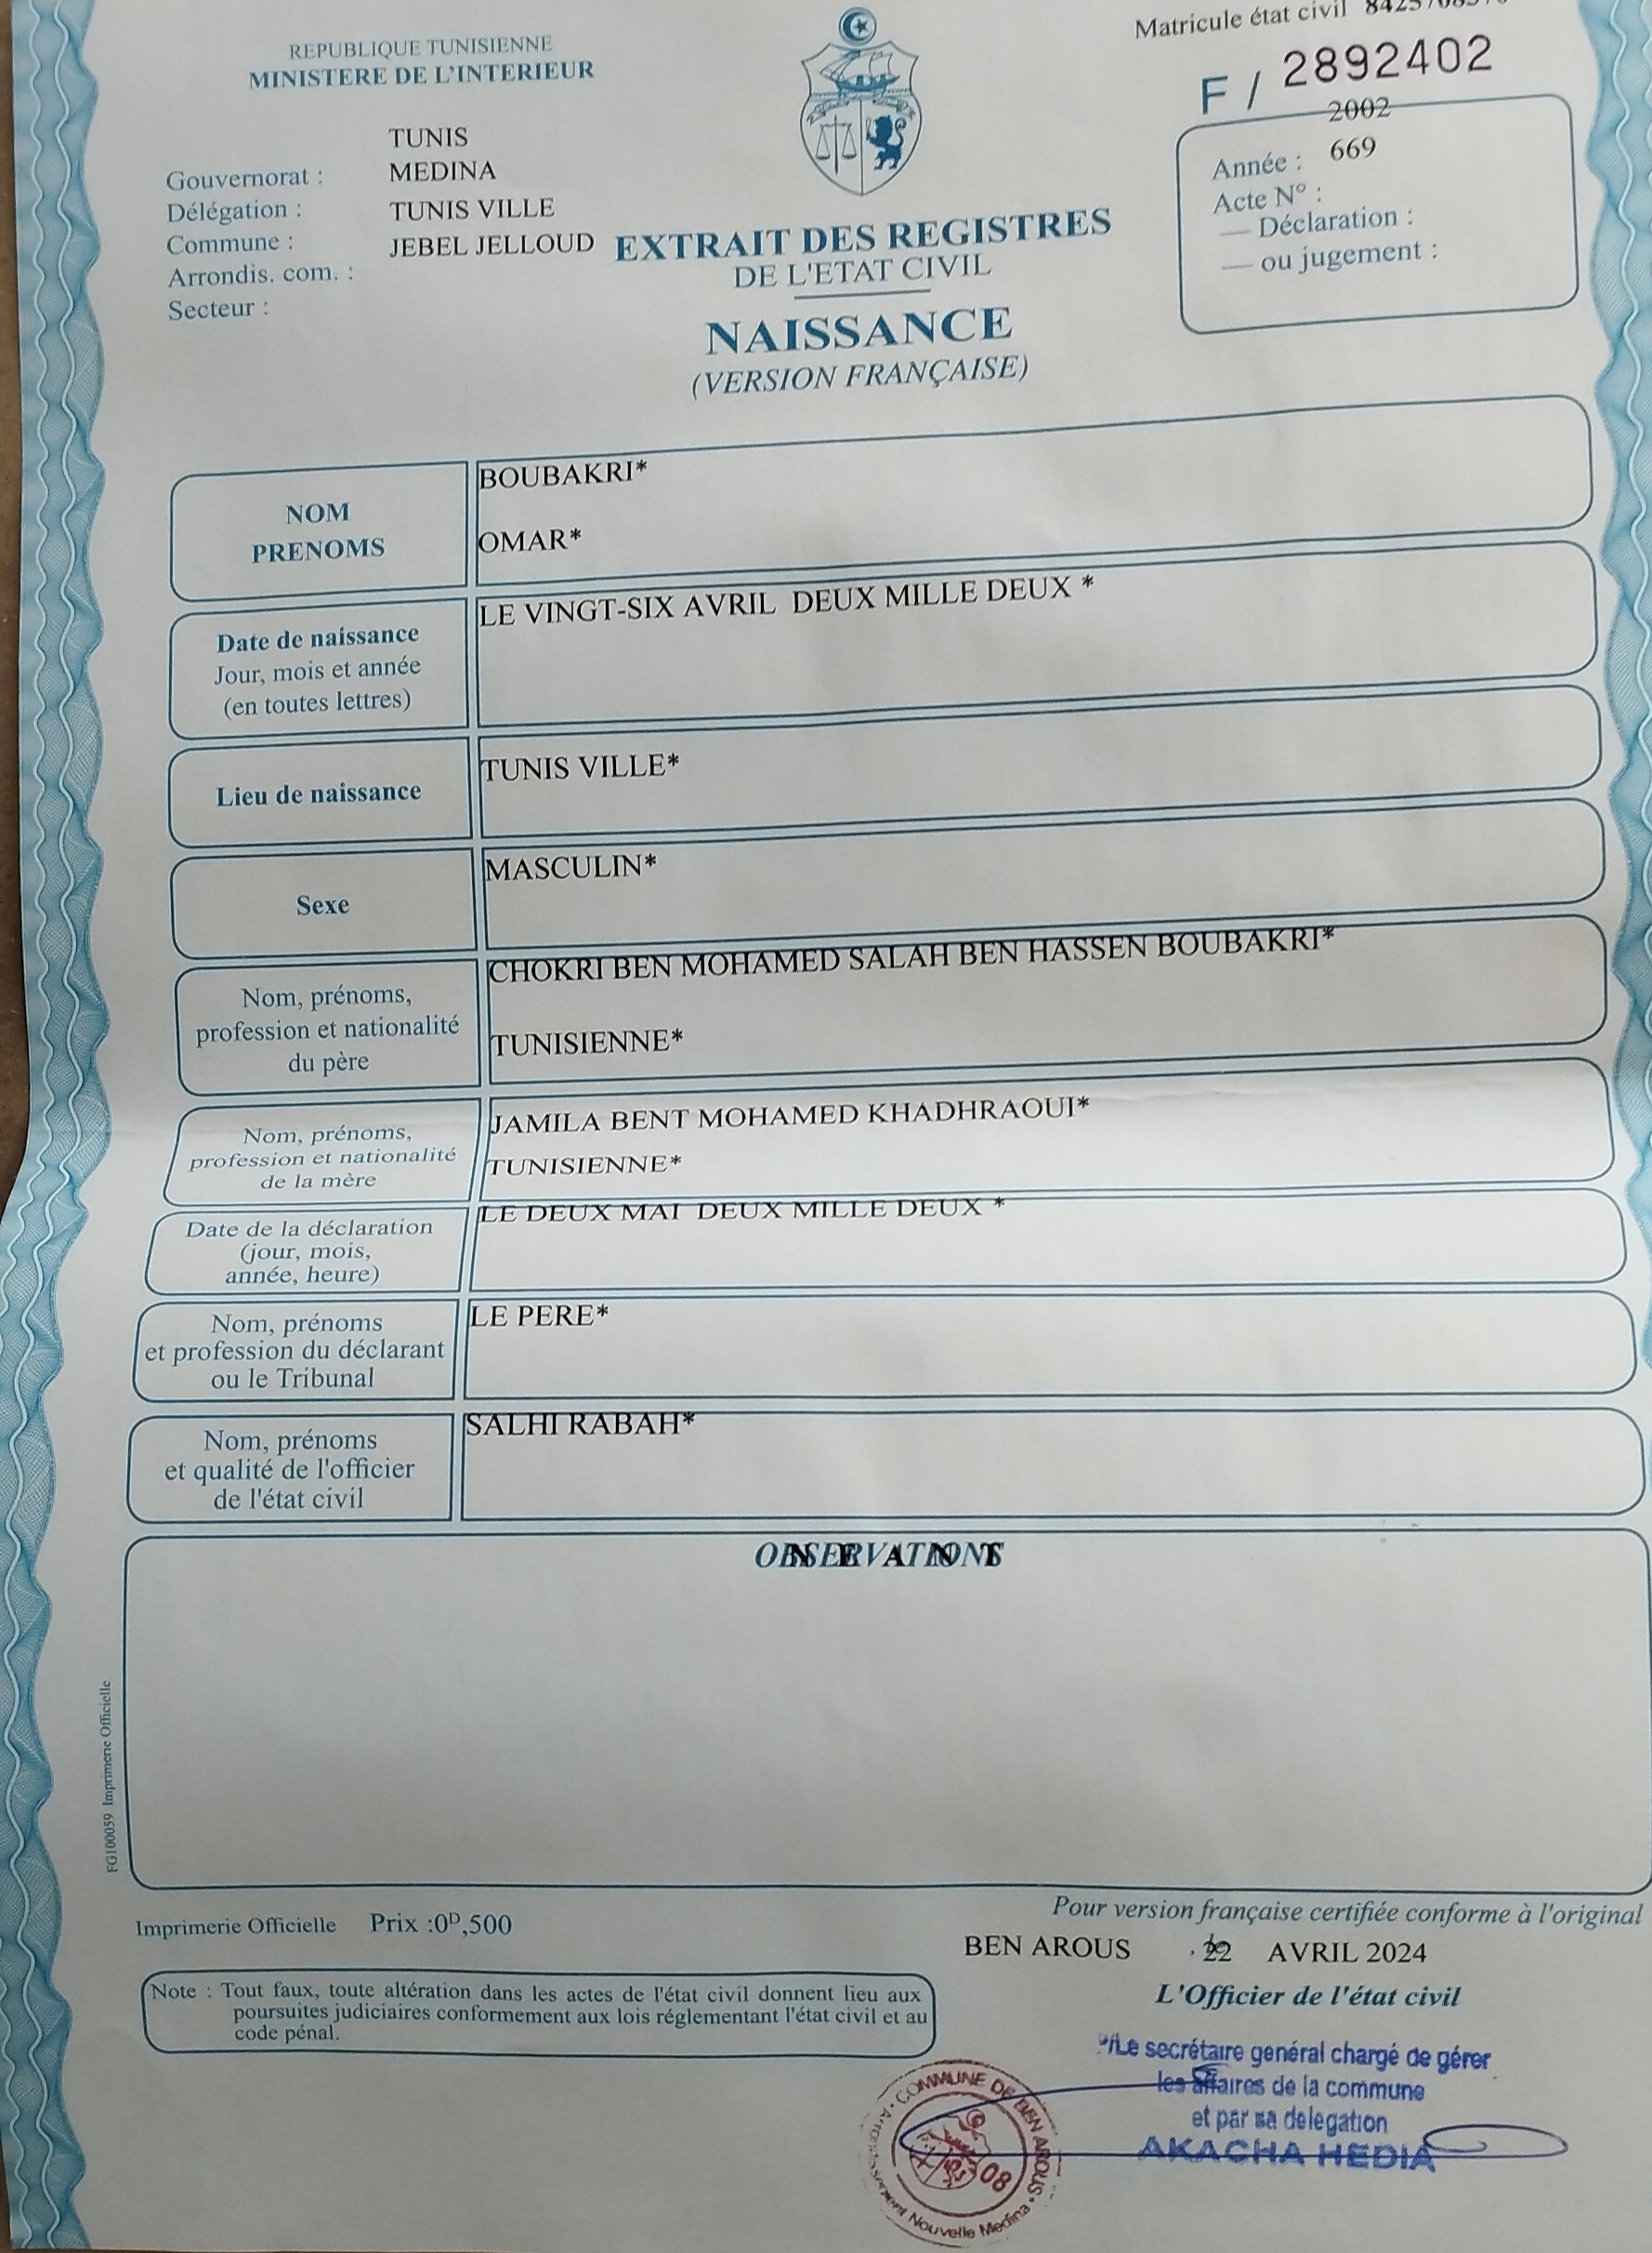 REPUBLIQUE TUNISIENNE
MINISTERE DE L'INTERIEUR
Matricule état civil
F / 2892402
Gouvernorat : TUNIS
Délégation : MEDINA
Commune : TUNIS VILLE
Arrondis. com. : JEBEL JELLOUD
Secteur :
2002
Année : 669
Acte N° :
— Déclaration :
— ou jugement :
EXTRAIT DES REGISTRES
DE L'ETAT CIVIL
NAISSANCE
(VERSION FRANÇAISE)
NOM
PRENOMS
BOUBAKRI*
OMAR*
Date de naissance
Jour, mois et année
(en toutes lettres)
LE VINGT-SIX AVRIL DEUX MILLE DEUX *
Lieu de naissance
TUNIS VILLE*
Sexe
MASCULIN*
Nom, prénoms,
profession et nationalité
du père
CHOKRI BEN MOHAMED SALAH BEN HASSEN BOUBAKRI*
TUNISIENNE*
Nom, prénoms,
profession et nationalité
de la mère
JAMILA BENT MOHAMED KHADHRAOUI*
TUNISIENNE*
Date de la déclaration
(jour, mois,
année, heure)
LE DEUX MAI DEUX MILLE DEUX *
Nom, prénoms
et profession du déclarant
ou le Tribunal
LE PERE*
Nom, prénoms
et qualité de l'officier
de l'état civil
SALHI RABAH*
OBSERVATIONS
N E A N T
FG100059 Imprimerie Officielle
Imprimerie Officielle Prix :0ᴰ,500
Pour version française certifiée conforme à l'original
BEN AROUS , le 22 AVRIL 2024
L'Officier de l'état civil
Note : Tout faux, toute altération dans les actes de l'état civil donnent lieu aux
poursuites judiciaires conformement aux lois réglementant l'état civil et au
code pénal.
P/Le secrétaire général chargé de gérer
les affaires de la commune
et par sa delegation
AKACHA HEDIA
COMMUNE DE BEN AROUS
Nouvelle Medina
08